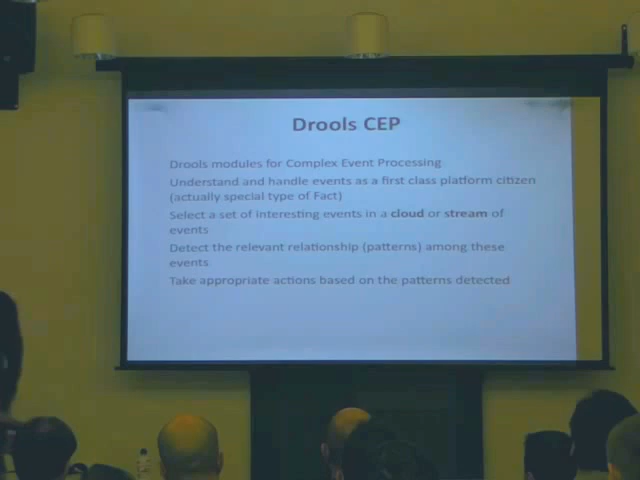 Drools CEP
Drools modules for Complex Event Processing
Understand and handle events as a first class platform citizen
(actually special type of Fact)
Select a set of interesting events in a cloud or stream of
events
Detect the relevant relationship (patterns) among these
events
Take appropriate actions based on the patterns detected